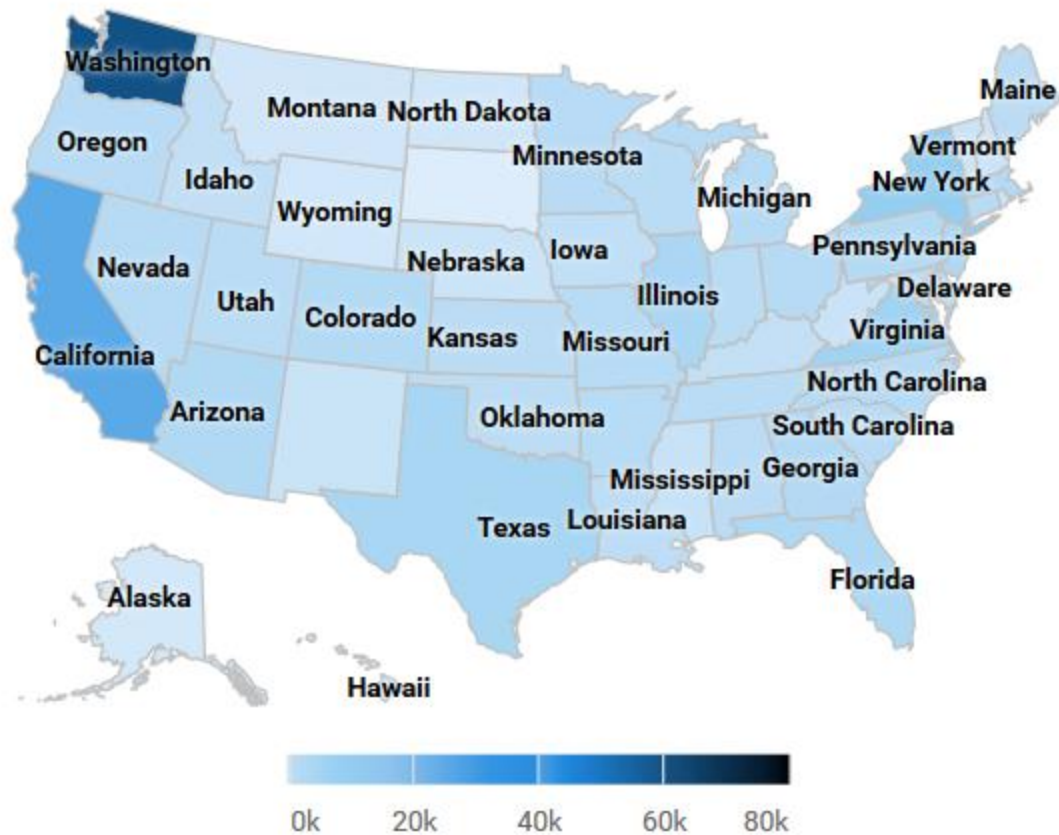 Washington
Montana
North Dakota
Maine
Oregon
Minnesota
Vermont
Idaho
New York
Wyoming
Michigan
Nebraska
Iowa
Pennsylvania
Nevada
Utah
Colorado
Illinois
Delaware
Kansas
Missouri
Virginia
California
Arizona
Oklahoma
North Carolina
South Carolina
Mississippi
Georgia
Texas
Louisiana
Florida
Alaska
Hawaii
0k 20k 40k 60k 80k